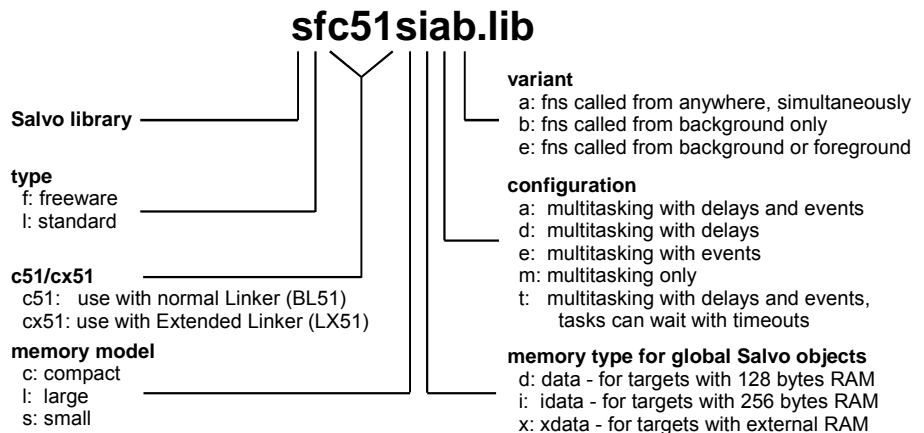 sfc51siab.lib
Salvo library
type
f: freeware
l: standard
c51/cx51
c51: use with normal Linker (BL51)
cx51: use with Extended Linker (LX51)
memory model
c: compact
l: large
s: small
variant
a: fns called from anywhere, simultaneously
b: fns called from background only
e: fns called from background or foreground
configuration
a: multitasking with delays and events
d: multitasking with delays
e: multitasking with events
m: multitasking only
t: multitasking with delays and events,
tasks can wait with timeouts
memory type for global Salvo objects
d: data - for targets with 128 bytes RAM
i: idata - for targets with 256 bytes RAM
x: xdata - for targets with external RAM